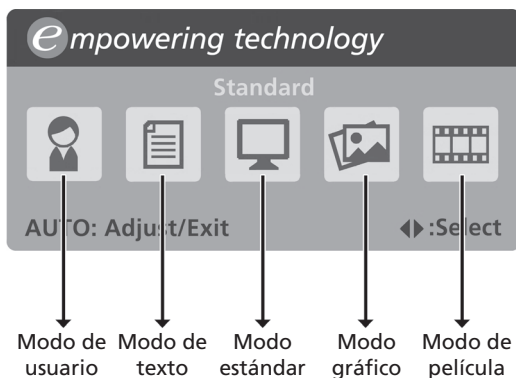 empowering technology
Standard
AUTO: Adjust/Exit
:Select
Modo de usuario
Modo de texto
Modo estándar
Modo gráfico
Modo de película